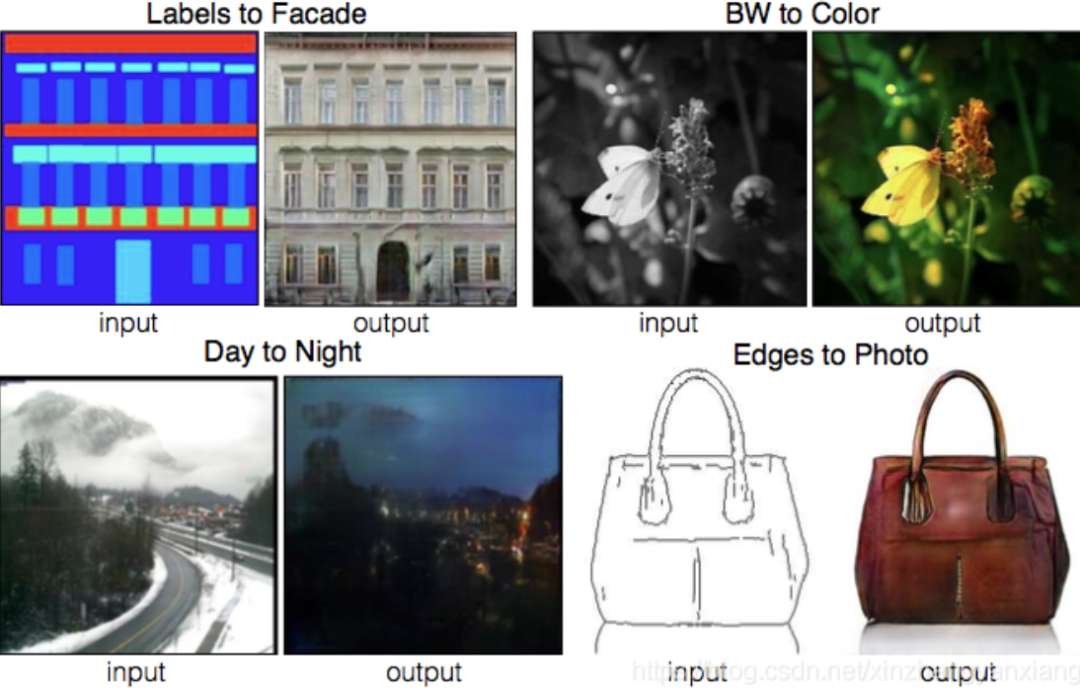 Labels to Facade
BW to Color
input
output
input
output
Day to Night
Edges to Photo
input
output
input
output